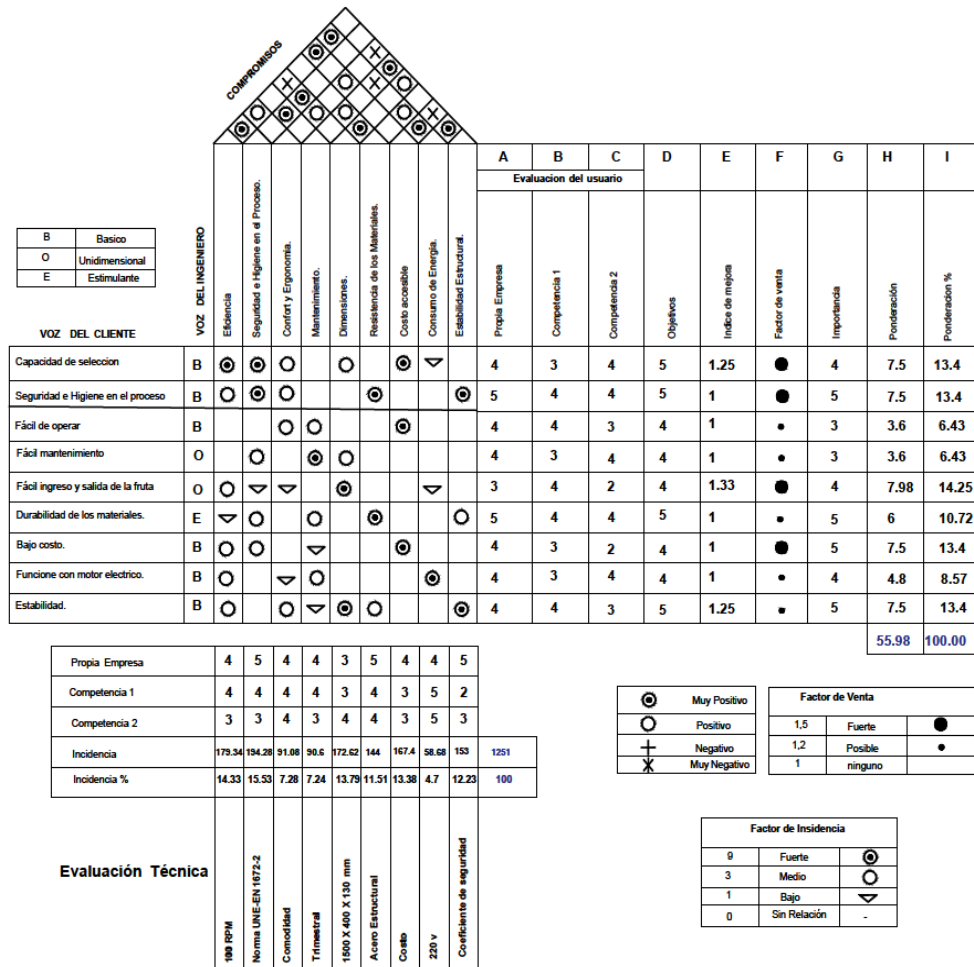 COMPROMISOS
A B C D E F G H I
Evaluacion del usuario
B Basico
O Unidimensional
E Estimulante
VOZ DEL CLIENTE
VOZ DEL INGENIERO
Eficiencia
Seguridad e Higiene en el Proceso.
Confort y Ergonomia.
Mantenimiento.
Dimensiones.
Resistencia de los Materiales.
Costo accesible
Consumo de Energia.
Estabilidad Estructural.
Propia Empresa
Competencia 1
Competencia 2
Objetivos
Indice de mejora
Factor de venta
Importancia
Ponderación
Ponderacion %
Capacidad de seleccion B 4 3 4 5 1.25 4 7.5 13.4
Seguridad e Higiene en el proceso B 5 4 4 5 1 5 7.5 13.4
Fácil de operar B 4 4 3 4 1 3 3.6 6.43
Fácil mantenimiento O 4 3 4 4 1 3 3.6 6.43
Fácil ingreso y salida de la fruta O 3 4 2 4 1.33 4 7.98 14.25
Durabilidad de los materiales. E 5 4 4 5 1 5 6 10.72
Bajo costo. B 4 3 2 4 1 5 7.5 13.4
Funcione con motor electrico. B 4 3 4 4 1 4 4.8 8.57
Estabilidad. B 4 4 3 5 1.25 5 7.5 13.4
55.98 100.00
Propia Empresa 4 5 4 4 3 5 4 4 5
Competencia 1 4 4 4 4 3 4 3 5 2
Competencia 2 3 3 4 3 4 4 3 5 3
Incidencia 179.34 194.28 91.08 90.6 172.62 144 167.4 58.68 153 1251
Incidencia % 14.33 15.53 7.28 7.24 13.79 11.51 13.38 4.7 12.23 100
Muy Positivo
Positivo
Negativo
Muy Negativo
Factor de Venta
1,5 Fuerte
1,2 Posible
1 ninguno
Evaluación Técnica
100 RPM
Norma UNE-EN 1672-2
Comodidad
Trimestral
1500 X 400 X 130 mm
Acero Estructural
Costo
220 v
Coeficiente de seguridad
Factor de Insidencia
9 Fuerte
3 Medio
1 Bajo
0 Sin Relación -